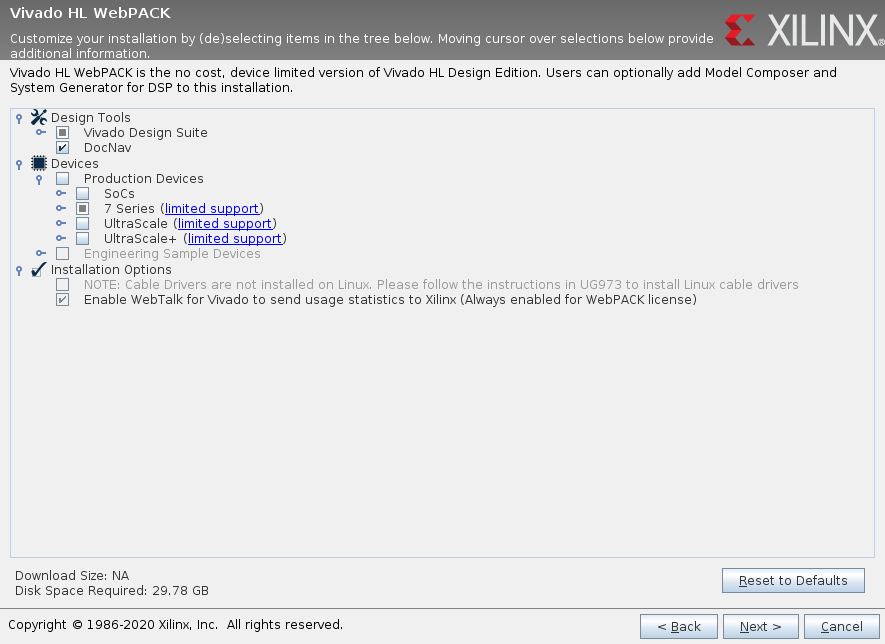 Vivado HL WebPACK
Customize your installation by (de)selecting items in the tree below. Moving cursor over selections below provide
additional information.
XILINX®
Vivado HL WebPACK is the no cost, device limited version of Vivado HL Design Edition. Users can optionally add Model Composer and
System Generator for DSP to this installation.
Design Tools
Vivado Design Suite
DocNav
Devices
Production Devices
SoCs
7 Series (limited support)
UltraScale (limited support)
UltraScale+ (limited support)
Engineering Sample Devices
Installation Options
NOTE: Cable Drivers are not installed on Linux. Please follow the instructions in UG973 to install Linux cable drivers
Enable WebTalk for Vivado to send usage statistics to Xilinx (Always enabled for WebPACK license)
Download Size: NA
Disk Space Required: 29.78 GB
Reset to Defaults
Copyright © 1986-2020 Xilinx, Inc. All rights reserved.
< Back
Next >
Cancel